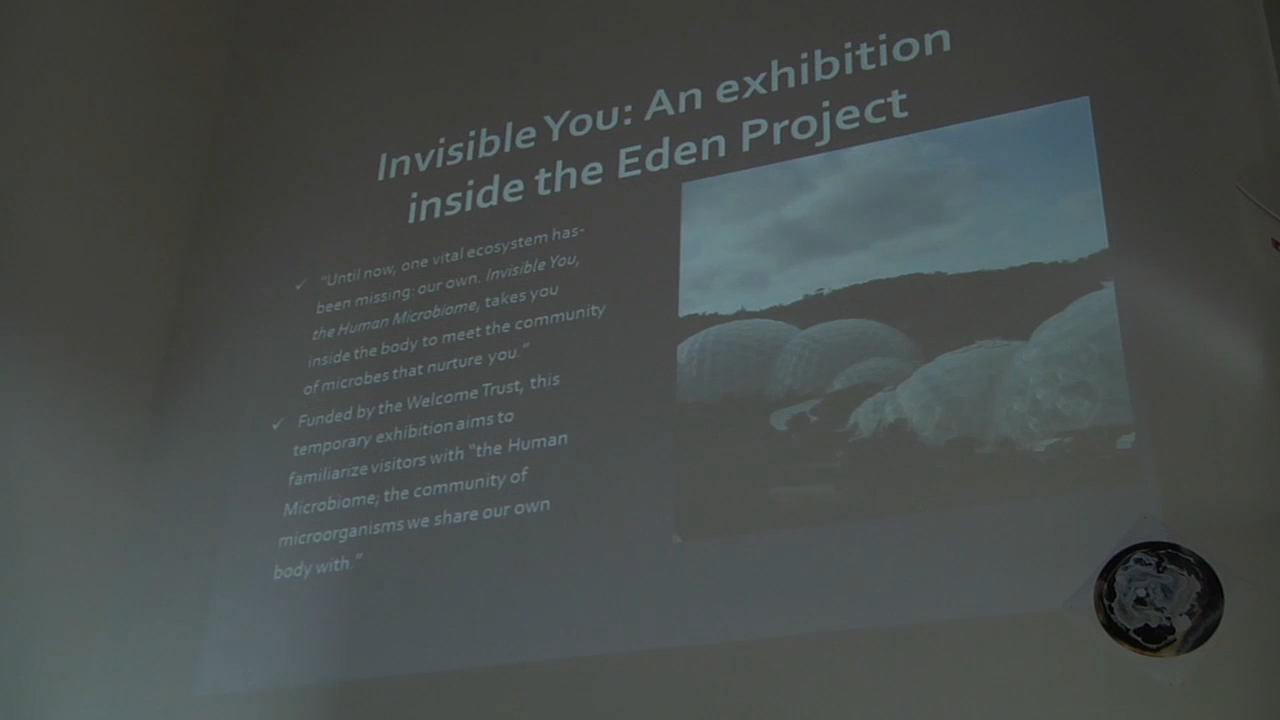 Invisible You: An exhibition
inside the Eden Project
"Until now, one vital ecosystem has-
been missing: our own. Invisible You,
the Human Microbiome, takes you
inside the body to meet the community
of microbes that nurture you."
Funded by the Welcome Trust, this
temporary exhibition aims to
familiarize visitors with "the Human
Microbiome; the community of
microorganisms we share our own
body with."